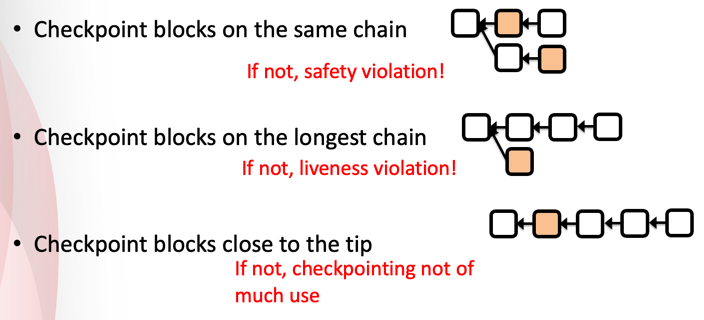 • Checkpoint blocks on the same chain
If not, safety violation!
• Checkpoint blocks on the longest chain
If not, liveness violation!
• Checkpoint blocks close to the tip
If not, checkpointing not of
much use